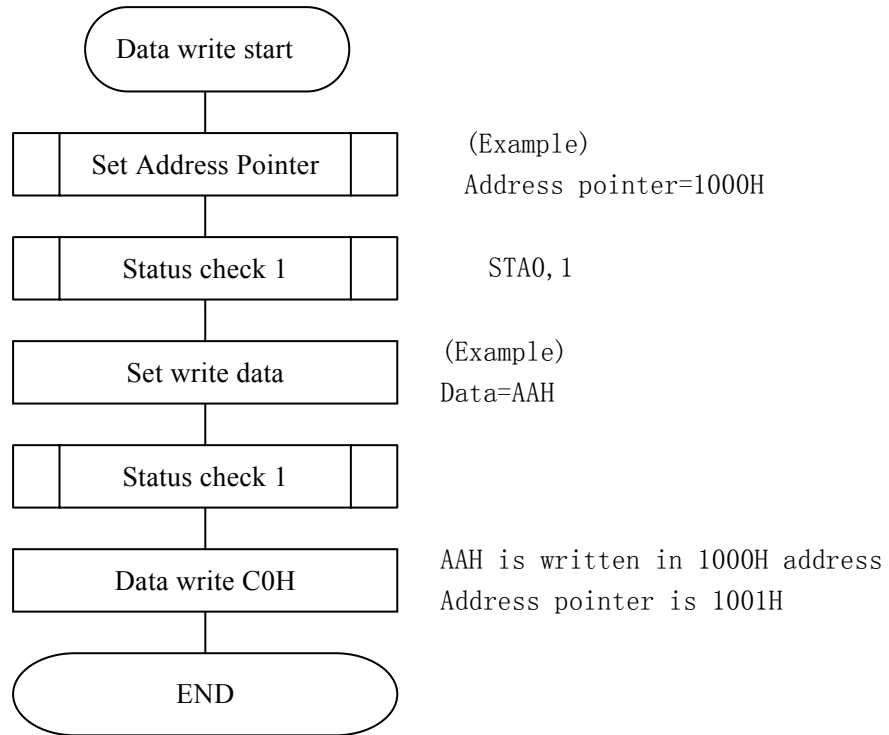 Data write start
Set Address Pointer
(Example)
Address pointer=1000H
Status check 1
STA0,1
Set write data
(Example)
Data=AAH
Status check 1
Data write C0H
AAH is written in 1000H address
Address pointer is 1001H
END